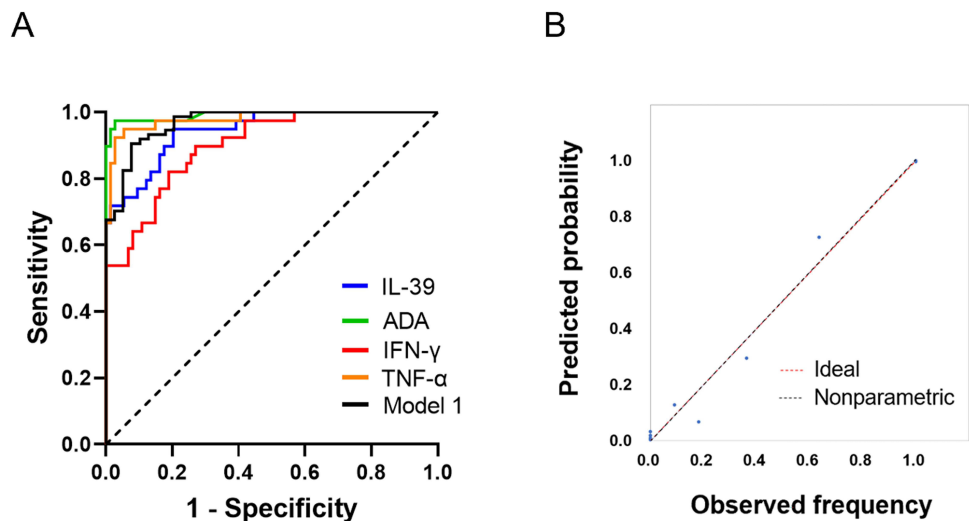 A
1.0
0.8
0.6
0.4
0.2
0.0
Sensitivity
IL-39
ADA
IFN-γ
TNF-α
Model 1
0.0 0.2 0.4 0.6 0.8 1.0
1 - Specificity
B
1.0
0.8
0.6
0.4
0.2
0.0
Predicted probability
Ideal
Nonparametric
0.0 0.2 0.4 0.6 0.8 1.0
Observed frequency